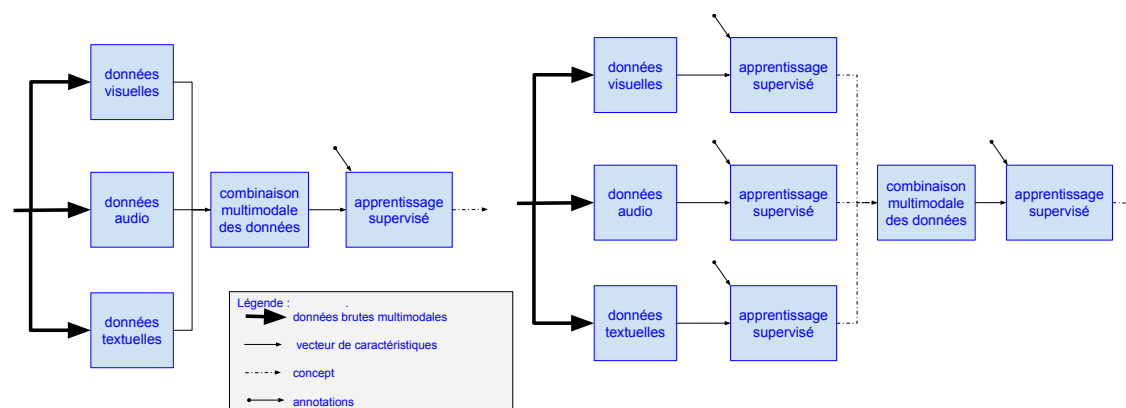 données
visuelles
données
audio
données
textuelles
combinaison
multimodale
des données
apprentissage
supervisé
Légende : .
données brutes multimodales
vecteur de caractéristiques
concept
annotations
données
visuelles
apprentissage
supervisé
données
audio
apprentissage
supervisé
données
textuelles
apprentissage
supervisé
combinaison
multimodale
des données
apprentissage
supervisé